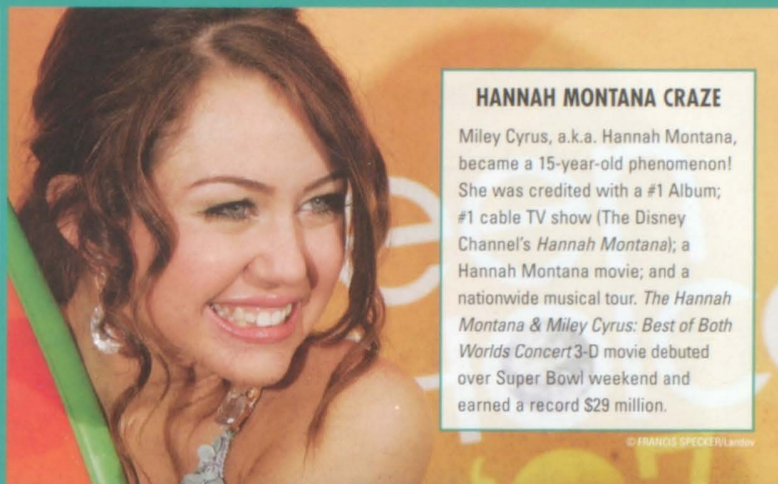 HANNAH MONTANA CRAZE
Miley Cyrus, a.k.a. Hannah Montana,
became a 15-year-old phenomenon!
She was credited with a #1 Album;
#1 cable TV show (The Disney
Channel's Hannah Montana); a
Hannah Montana movie; and a
nationwide musical tour. The Hannah
Montana & Miley Cyrus: Best of Both
Worlds Concert 3-D movie debuted
over Super Bowl weekend and
earned a record $29 million.
© FRANCIS SPECKER/Landov